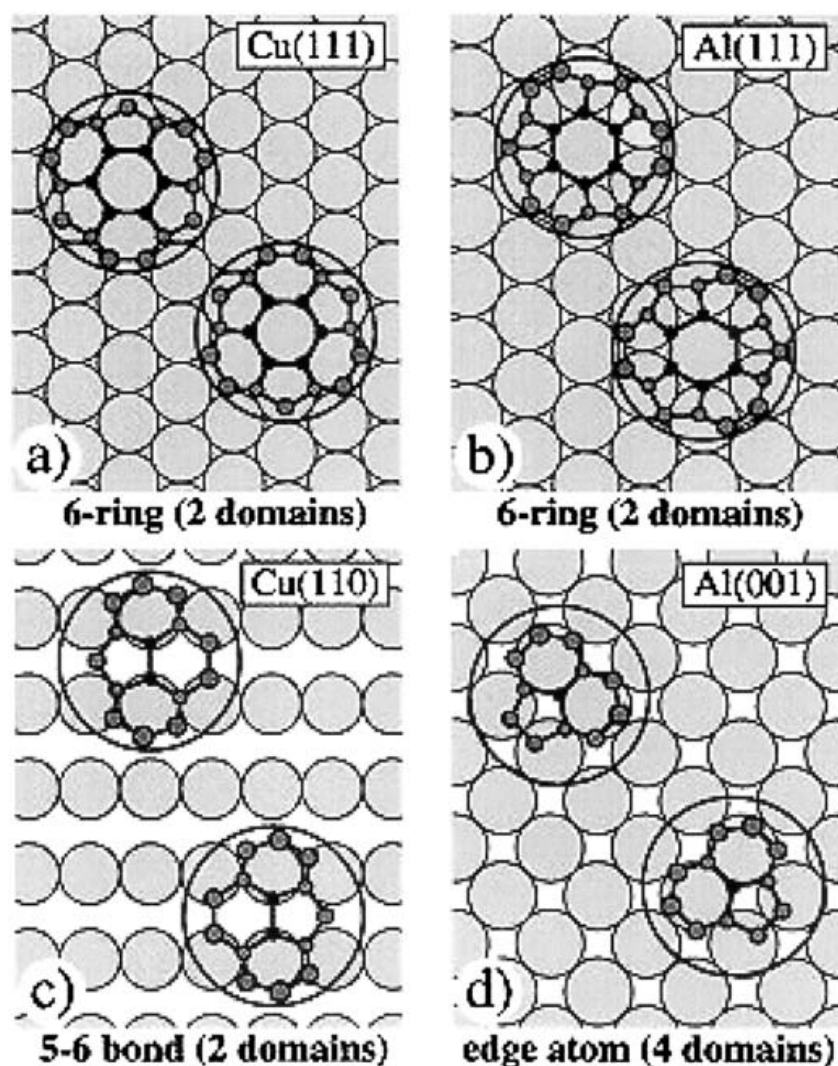 Cu(111)
Al(111)
a)
b)
6-ring (2 domains)
6-ring (2 domains)
Cu(110)
Al(001)
c)
d)
5-6 bond (2 domains)
edge atom (4 domains)